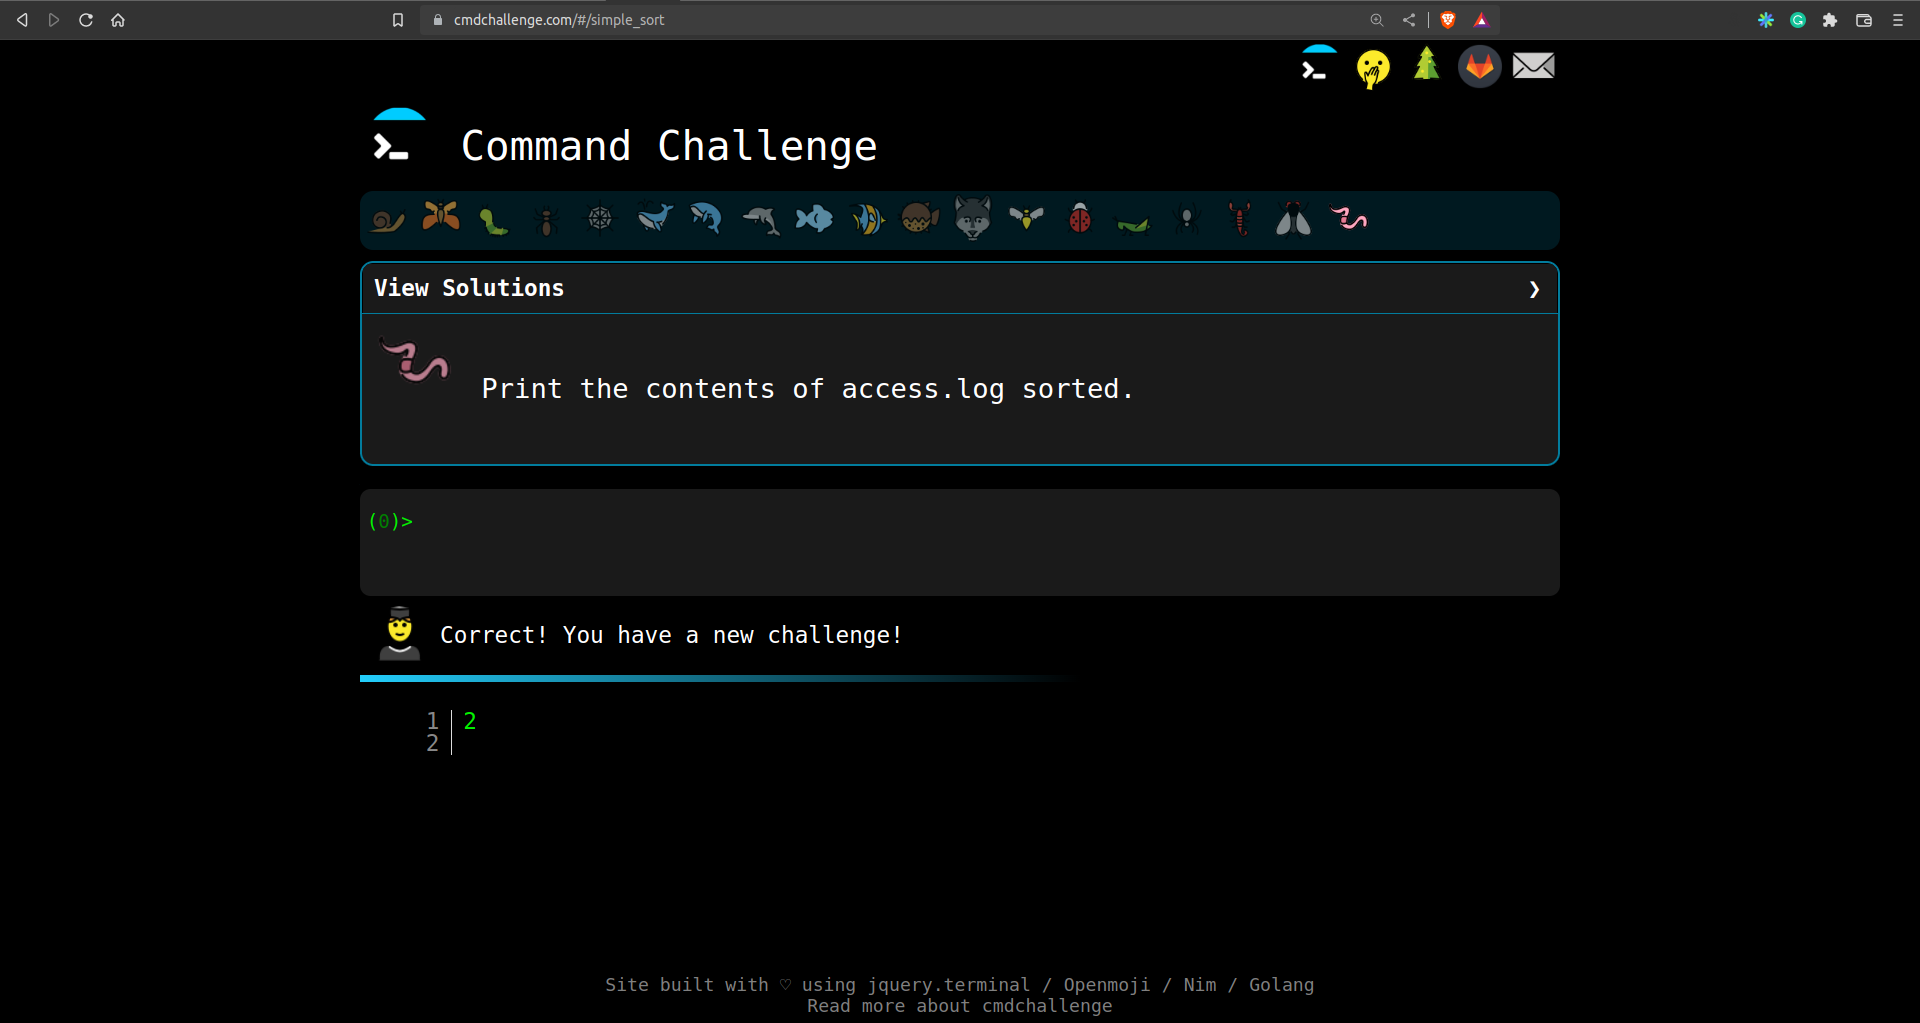 cmdchallenge.com/#/simple_sort
Command Challenge
View Solutions ❯
Print the contents of access.log sorted.
(0)>
Correct! You have a new challenge!
1 2
2
Site built with ♡ using jquery.terminal / Openmoji / Nim / Golang
Read more about cmdchallenge